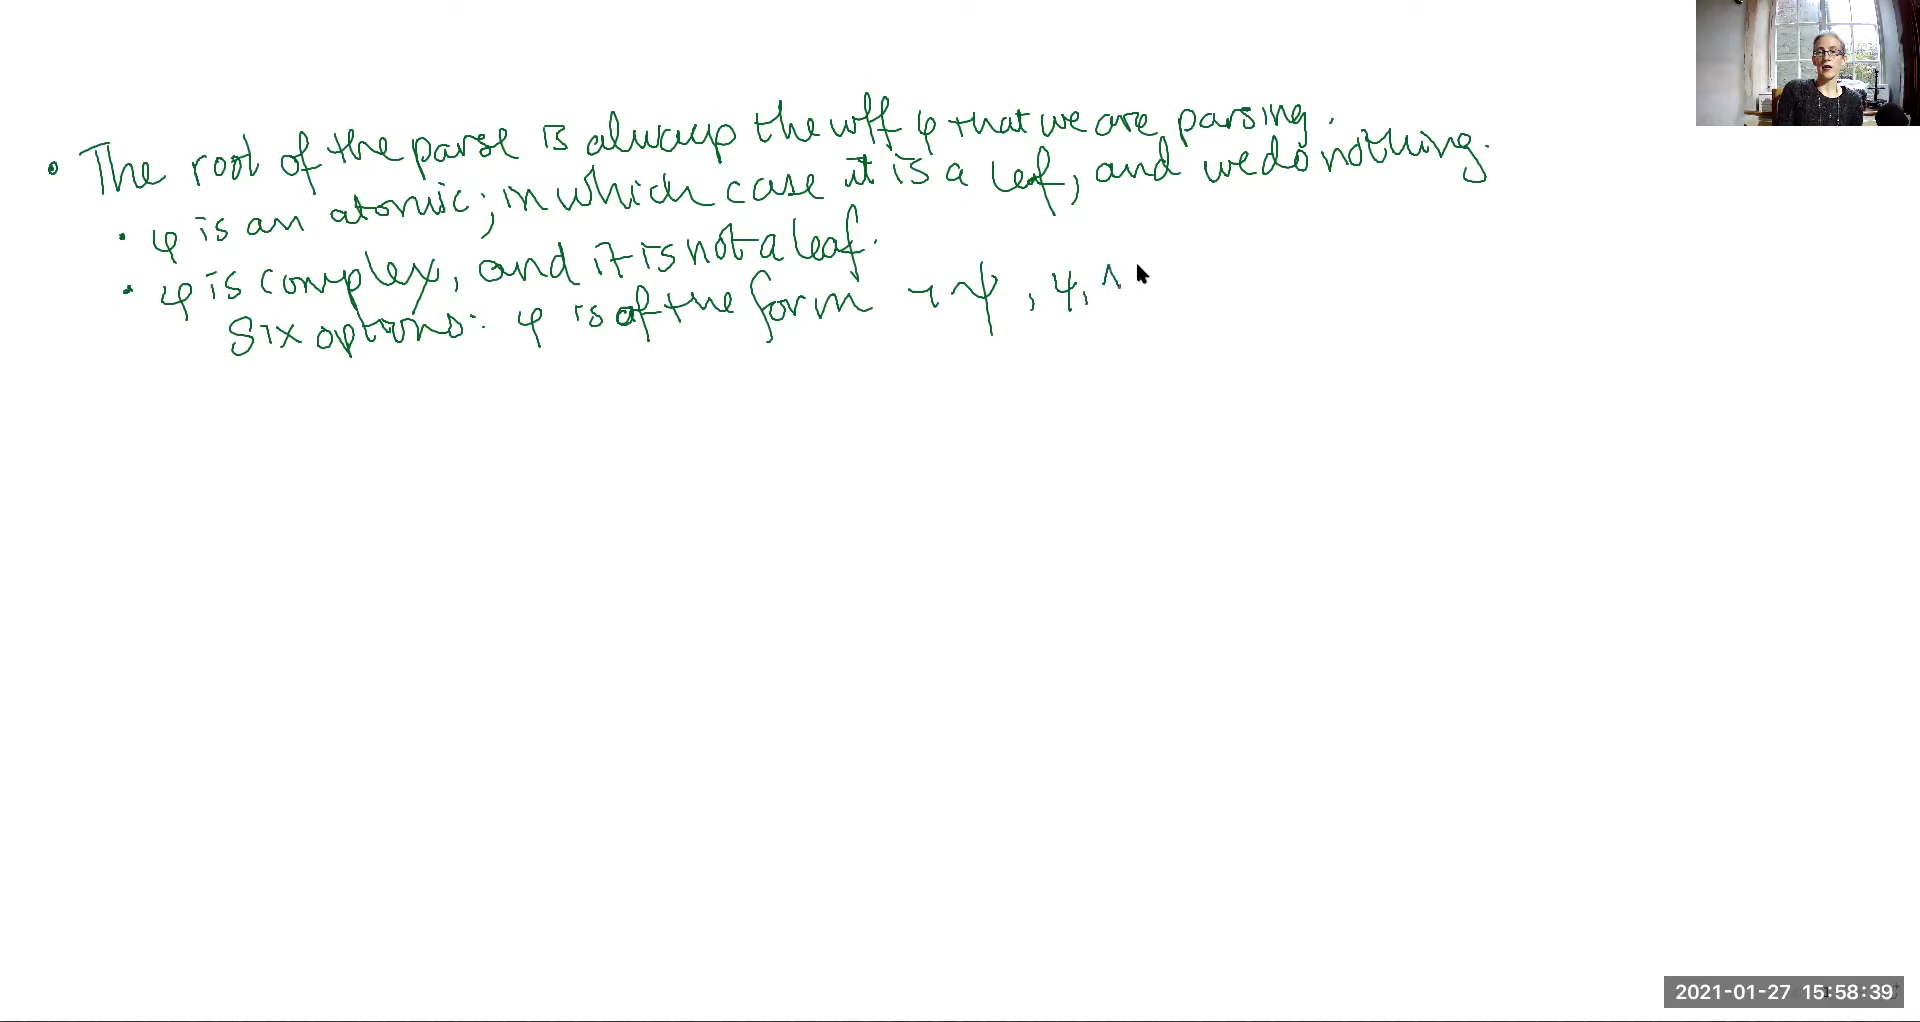 • The root of the parse is always the wff φ that we are parsing.
• φ is an atomic; in which case it is a leaf, and we do nothing.
• φ is complex, and it is not a leaf.
Six options: φ is of the form ¬ψ, ψ, ∧
2021-01-27 15:58:39